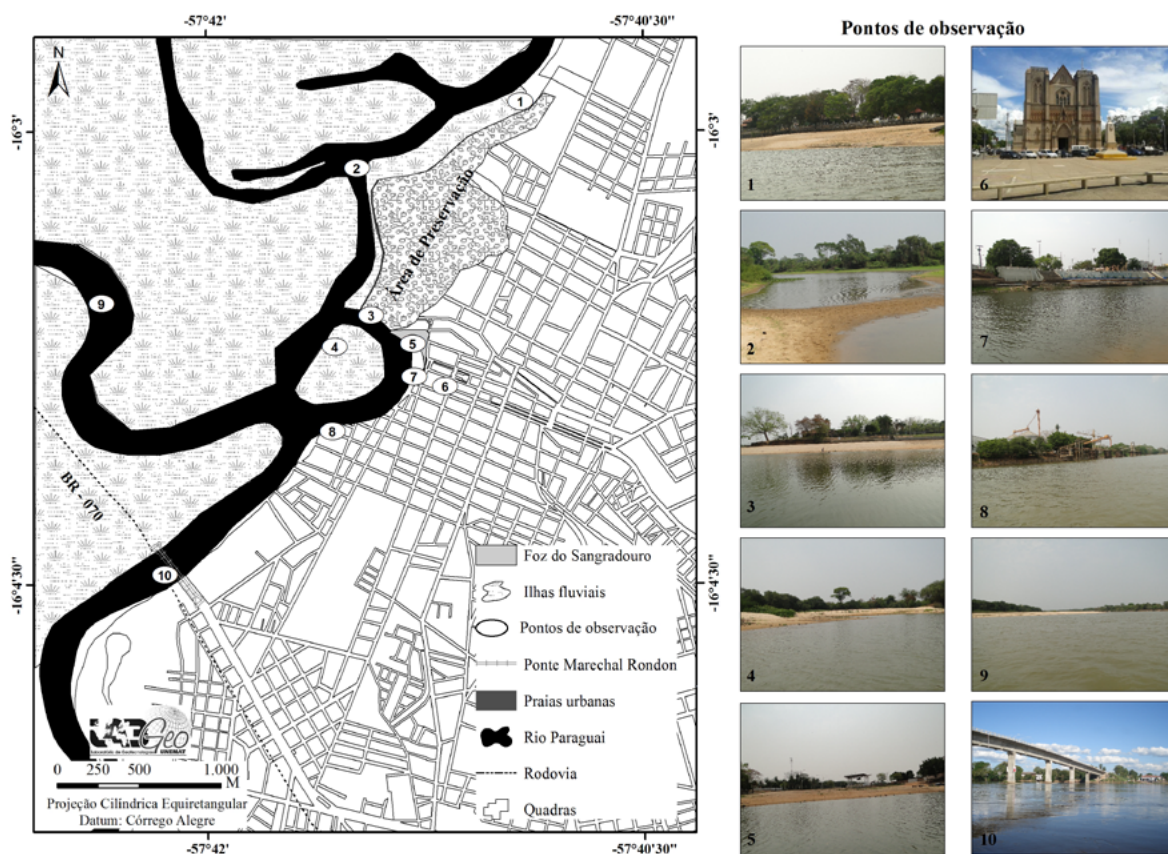 -57°42'
-57°40'30"
Pontos de observação
N
-16°3'
-16°3'
1
2
Área de Preservação
3
4
5
6
7
8
9
10
BR - 070
-16°4'30"
-16°4'30"
Foz do Sangradouro
Ilhas fluviais
Pontos de observação
Ponte Marechal Rondon
Praias urbanas
Rio Paraguai
Rodovia
Quadras
Geo
UNEMAT
0 250 500 1.000
M
Projeção Cilíndrica Equiretangular
Datum: Córrego Alegre
-57°42'
-57°40'30"
1
6
2
7
3
8
4
9
5
10